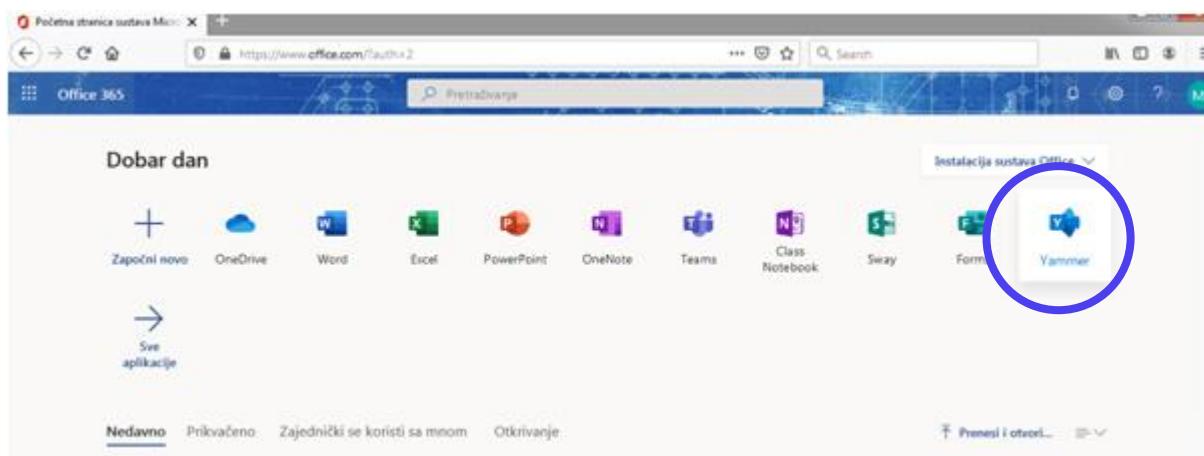 Početna stranica sustava Micro
https://www.office.com/?auth=2
Search
Office 365
Pretraživanje
?
M
Dobar dan
Instalacija sustava Office
Započni novo
OneDrive
Word
Excel
PowerPoint
OneNote
Teams
Class
Notebook
Sway
Form
Yammer
Sve
aplikacije
Nedavno Prikvačeno Zajednički se koristi sa mnom Otkrivanje
Prenesi i otvori...